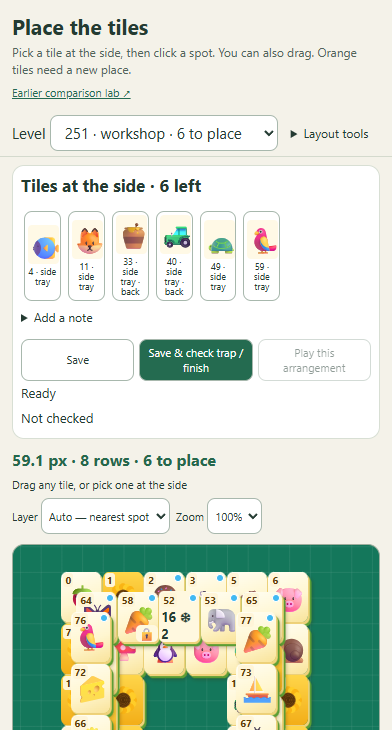 Place the tiles
Pick a tile at the side, then click a spot. You can also drag. Orange
tiles need a new place.
Earlier comparison lab ↗
Level 251 · workshop · 6 to place ▶ Layout tools
Tiles at the side · 6 left
4 · side tray
11 · side tray
33 · side tray · back
40 · side tray · back
49 · side tray
59 · side tray
▶ Add a note
Save
Save & check trap / finish
Play this arrangement
Ready
Not checked
59.1 px · 8 rows · 6 to place
Drag any tile, or pick one at the side
Layer Auto — nearest spot Zoom 100%
0 1 2 3 5 6
64 58 52 53 65
16 ❄
2
76 77
7
72 73
1 1
66 67